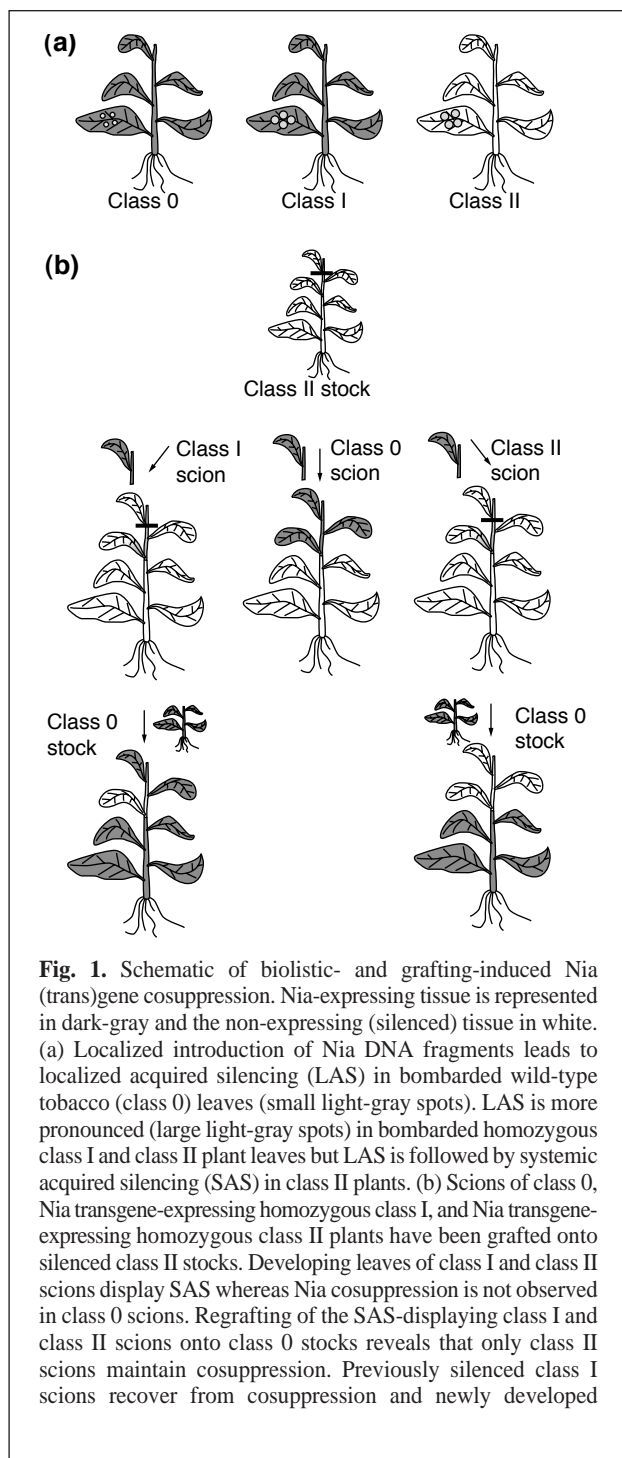 (a)
Class 0 Class I Class II
(b)
Class II stock
Class I
scion
Class 0
scion
Class II
scion
Class 0
stock
Class 0
stock
Fig. 1. Schematic of biolistic- and grafting-induced Nia
(trans)gene cosuppression. Nia-expressing tissue is represented
in dark-gray and the non-expressing (silenced) tissue in white.
(a) Localized introduction of Nia DNA fragments leads to
localized acquired silencing (LAS) in bombarded wild-type
tobacco (class 0) leaves (small light-gray spots). LAS is more
pronounced (large light-gray spots) in bombarded homozygous
class I and class II plant leaves but LAS is followed by systemic
acquired silencing (SAS) in class II plants. (b) Scions of class 0,
Nia transgene-expressing homozygous class I, and Nia transgene-
expressing homozygous class II plants have been grafted onto
silenced class II stocks. Developing leaves of class I and class II
scions display SAS whereas Nia cosuppression is not observed
in class 0 scions. Regrafting of the SAS-displaying class I and
class II scions onto class 0 stocks reveals that only class II
scions maintain cosuppression. Previously silenced class I
scions recover from cosuppression and newly developed